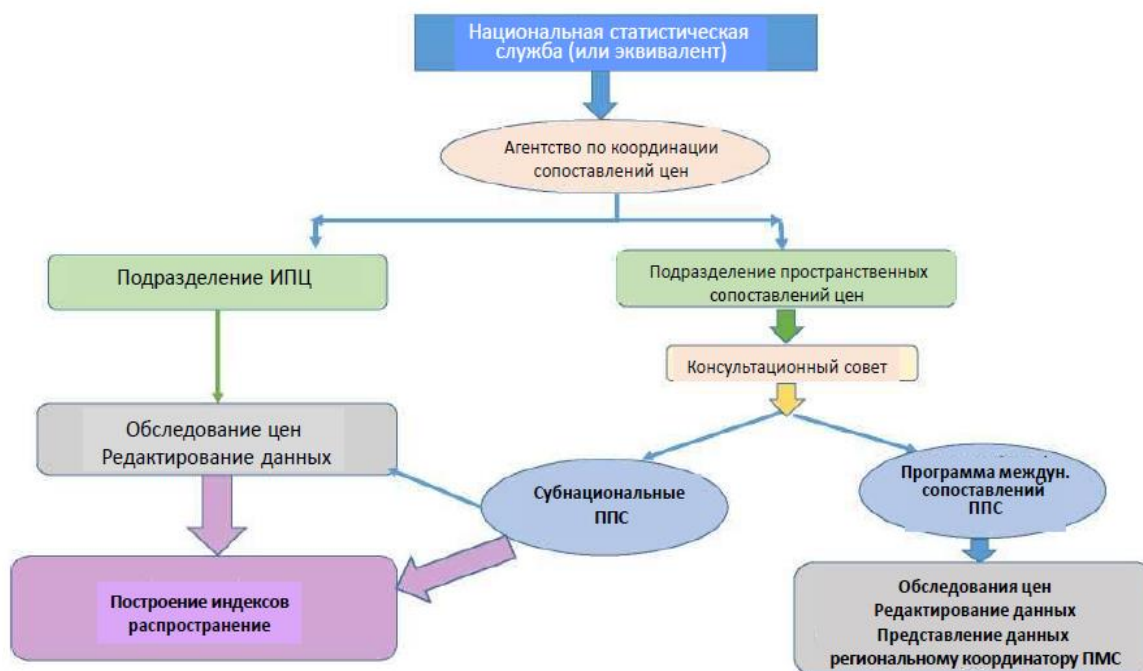 Национальная статистическая
служба (или эквивалент)
Агентство по координации
сопоставлений цен
Подразделение ИПЦ
Подразделение пространственных
сопоставлений цен
Консультационный совет
Обследование цен
Редактирование данных
Субнациональные
ППС
Программа междун.
сопоставлений
ППС
Построение индексов
распространение
Обследования цен
Редактирование данных
Представление данных
региональному координатору ПМС